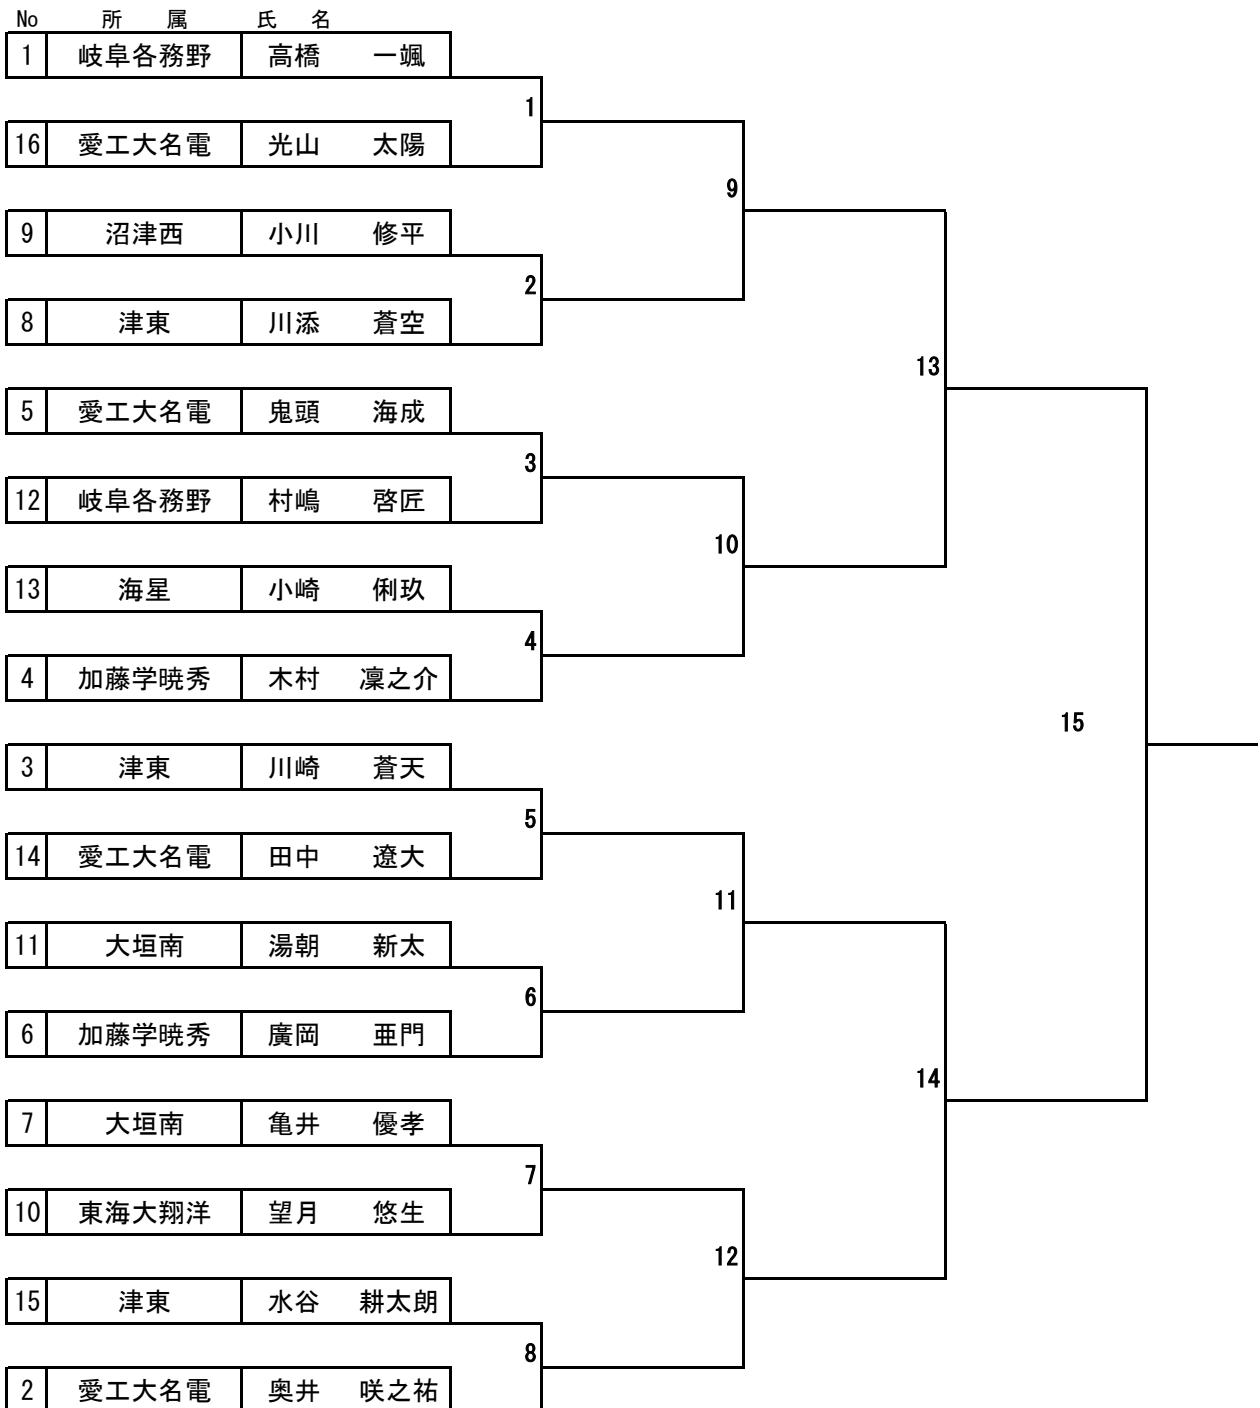 No 所属 氏名
1 岐阜各務野 高橋 一颯
1
16 愛工大名電 光山 太陽
9
9 沼津西 小川 修平
2
8 津東 川添 蒼空
13
5 愛工大名電 鬼頭 海成
3
12 岐阜各務野 村嶋 啓匠
10
13 海星 小崎 俐玖
4
4 加藤学暁秀 木村 凜之介
15
3 津東 川崎 蒼天
5
14 愛工大名電 田中 遼大
11
11 大垣南 湯朝 新太
6
6 加藤学暁秀 廣岡 亜門
14
7 大垣南 亀井 優孝
7
10 東海大翔洋 望月 悠生
12
15 津東 水谷 耕太朗
8
2 愛工大名電 奥井 咲之祐